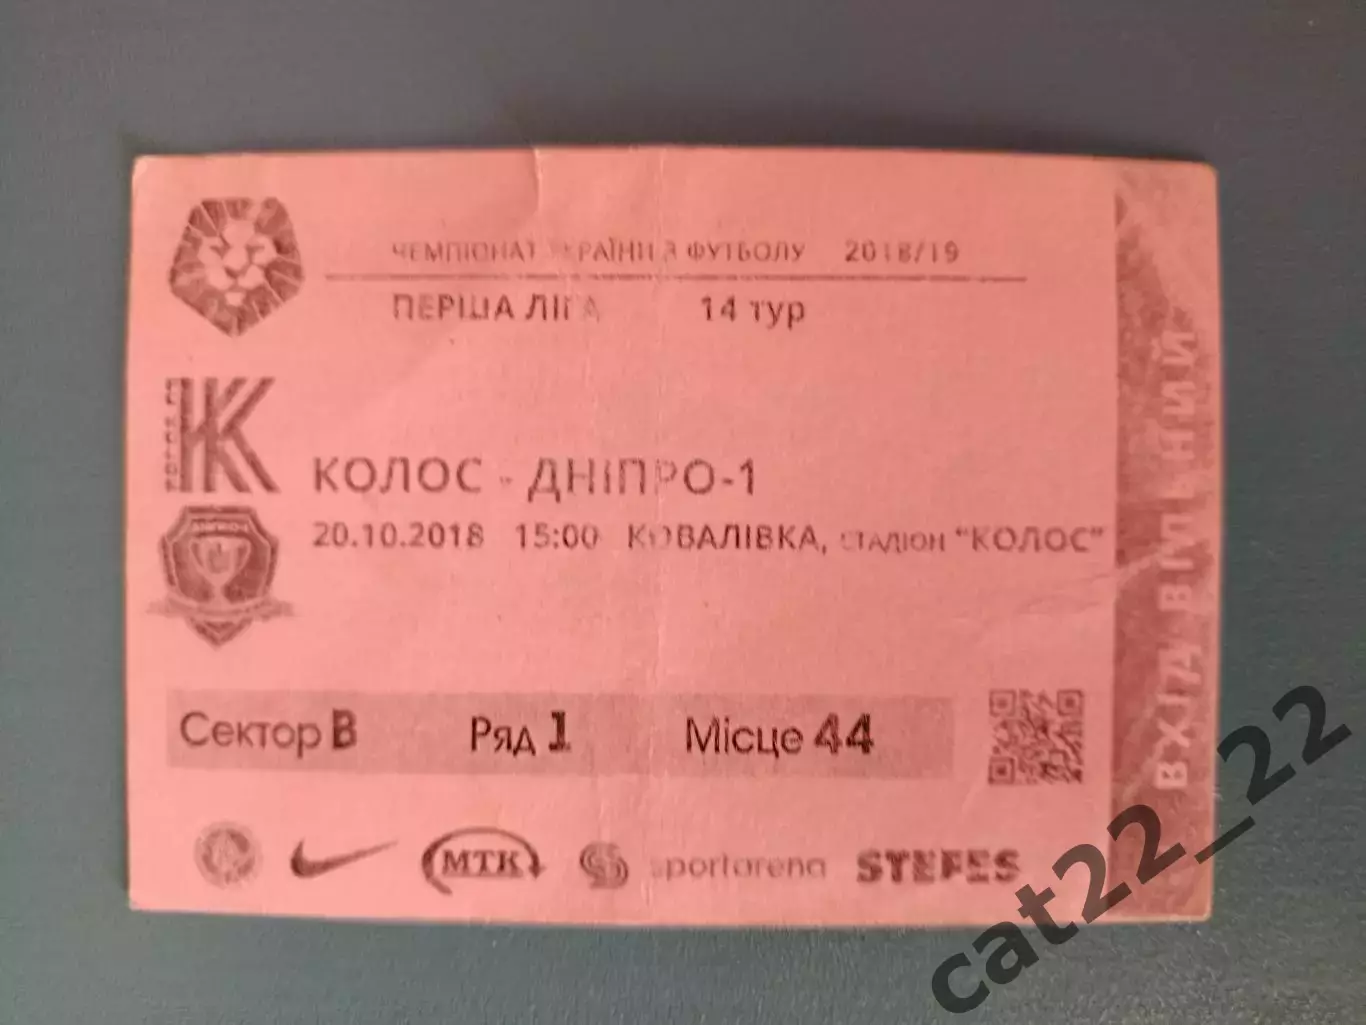 ЧЕМПІОНАТ УКРАЇНИ З ФУТБОЛУ 2018/19
ПЕРША ЛІГА 14 ТУР
КОЛОС - ДНІПРО-1
20.10.2018 15:00 КОВАЛІВКА, СТАДІОН "КОЛОС"
Сектор B Ряд 1 Місце 44
МТК sportarena STEFES
ВХІД ВІЛЬНИЙ
cat22_22